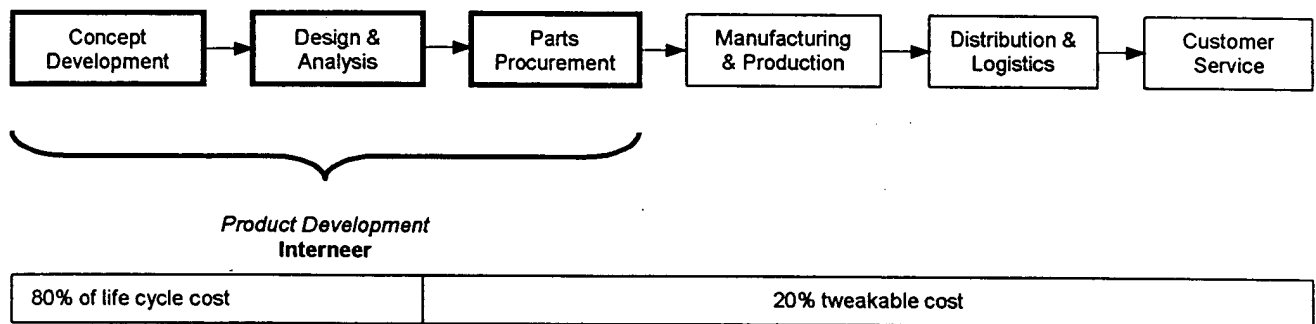 Concept
Development
Design &
Analysis
Parts
Procurement
Manufacturing
& Production
Distribution &
Logistics
Customer
Service
Product Development
Interneer
80% of life cycle cost
20% tweakable cost